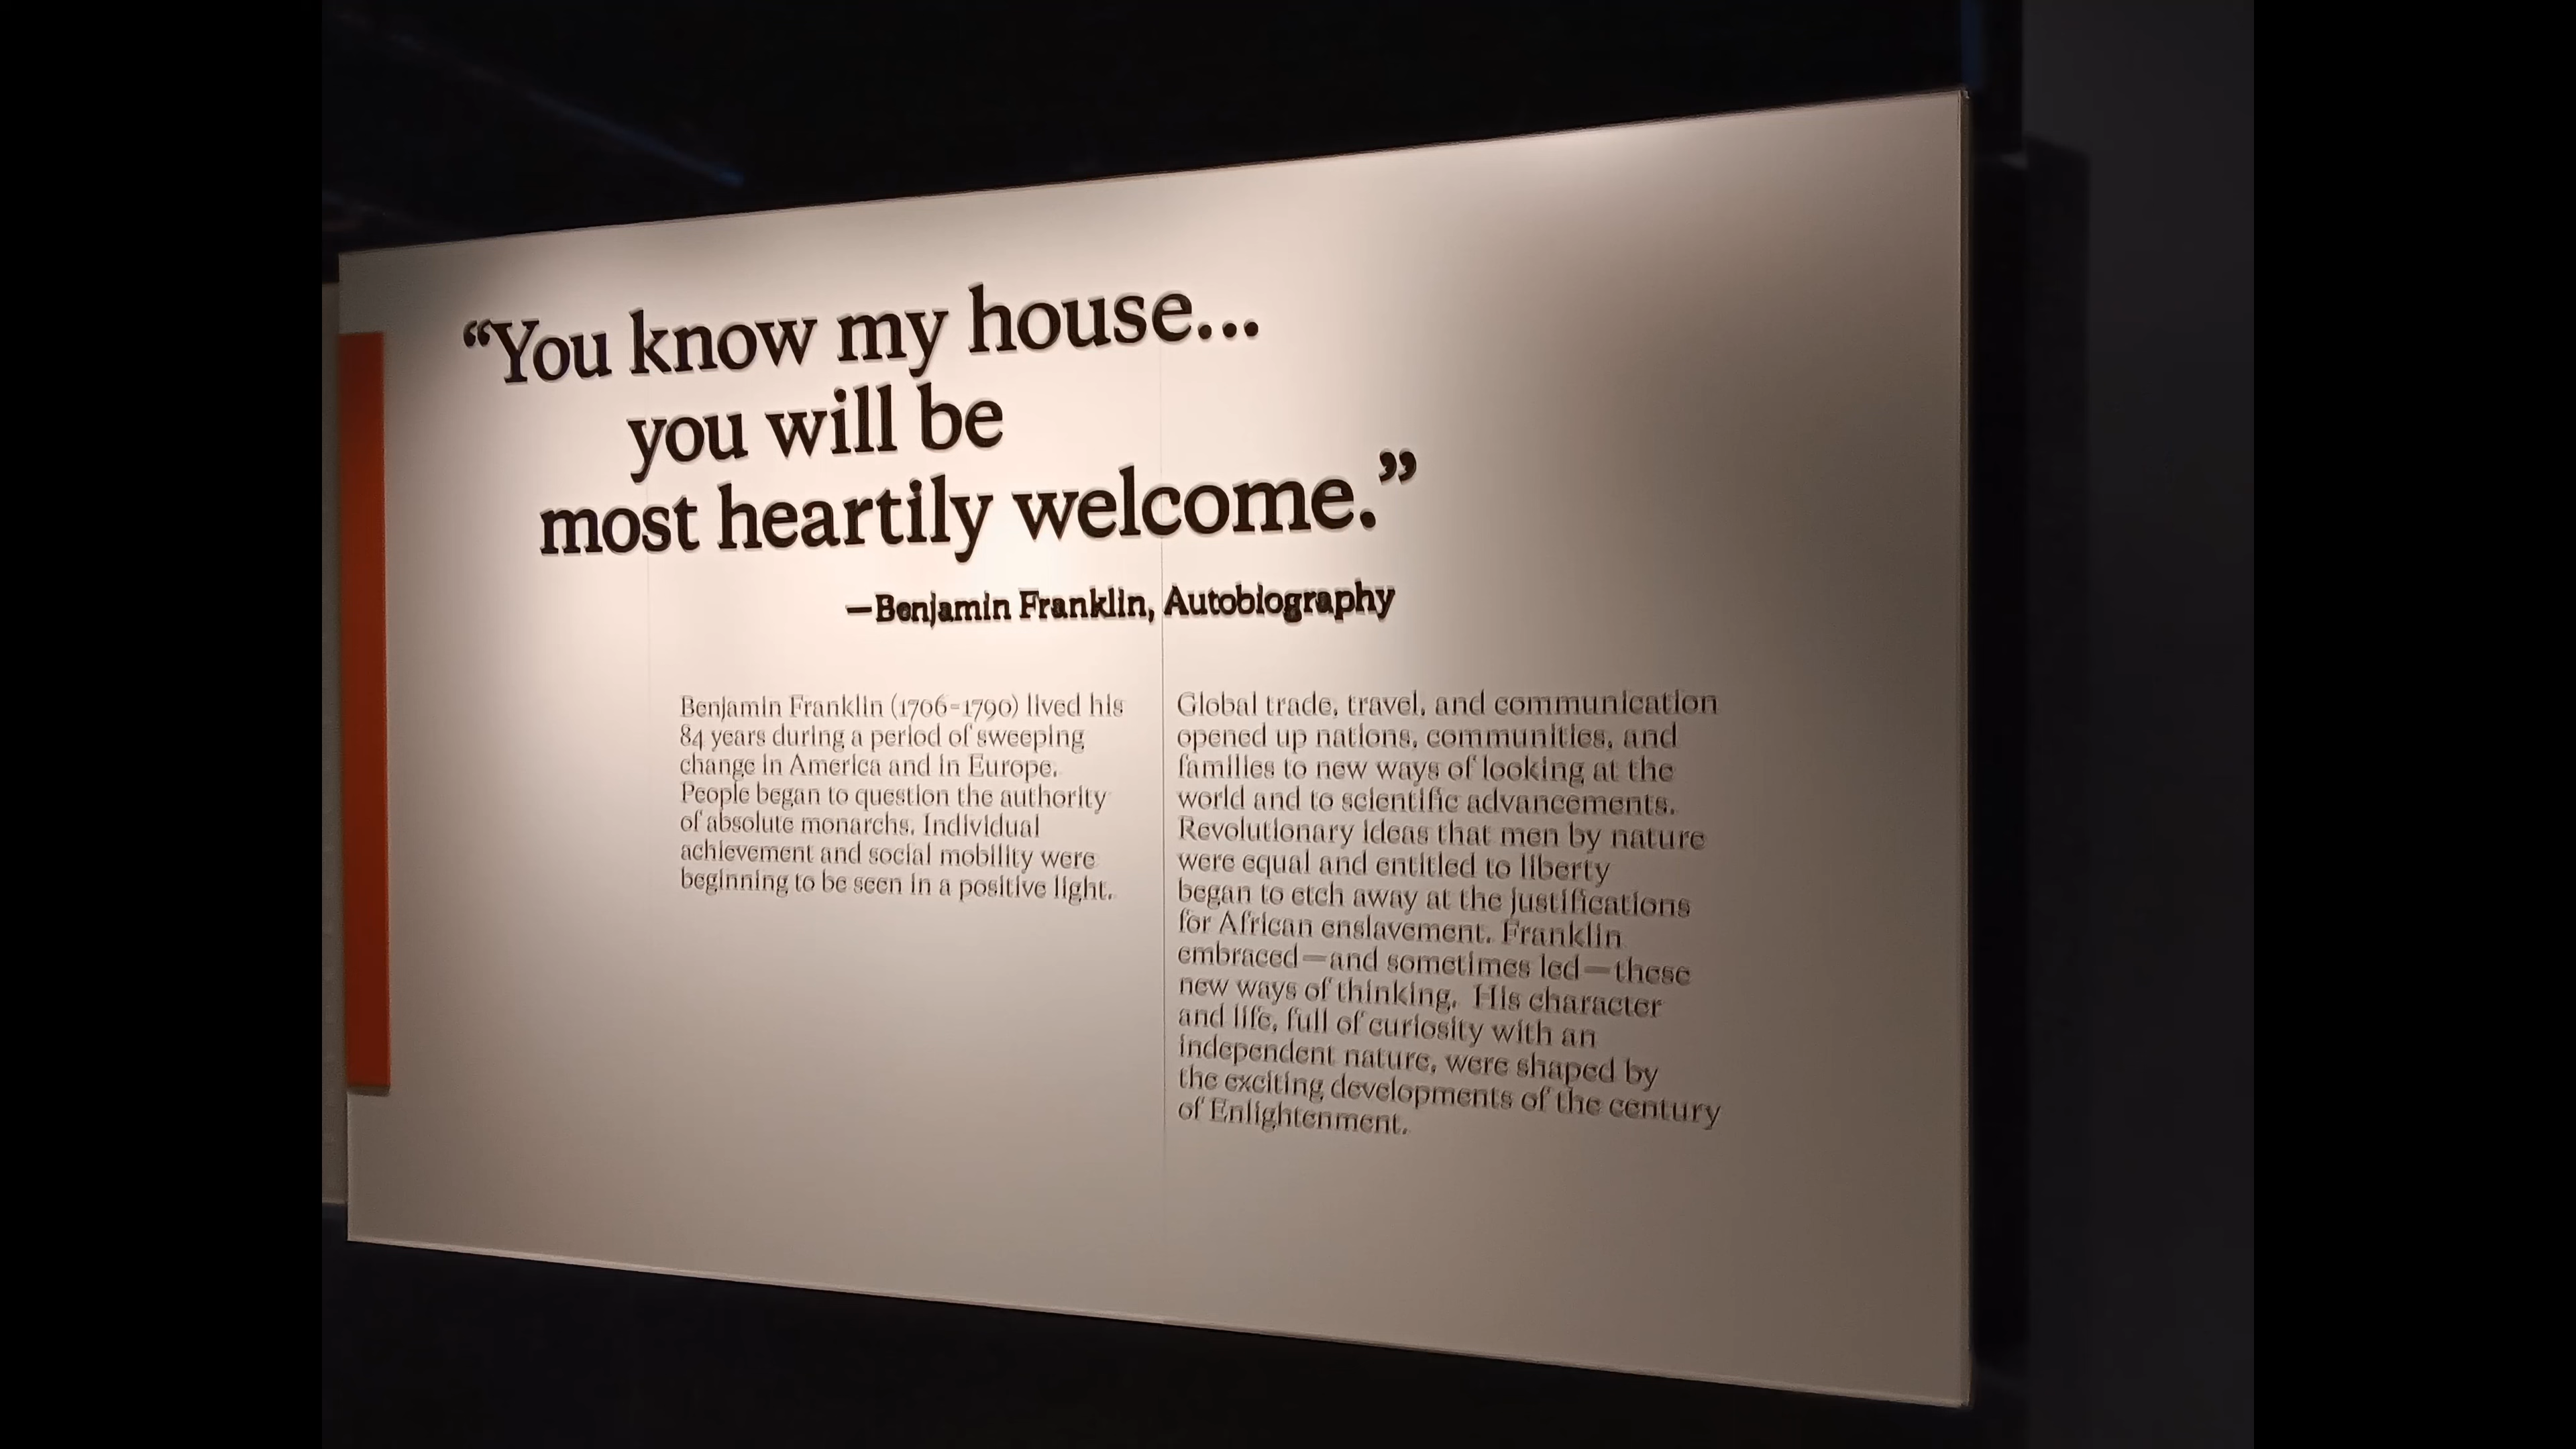 “You know my house...
you will be
most heartily welcome.”
—Benjamin Franklin, Autobiography
Benjamin Franklin (1706-1790) lived his
84 years during a period of sweeping
change in America and in Europe.
People began to question the authority
of absolute monarchs. Individual
achievement and social mobility were
beginning to be seen in a positive light.
Global trade, travel, and communication
opened up nations, communities, and
families to new ways of looking at the
world and to scientific advancements.
Revolutionary ideas that men by nature
were equal and entitled to liberty
began to etch away at the justifications
for African enslavement. Franklin
embraced—and sometimes led—these
new ways of thinking. His character
and life, full of curiosity with an
independent nature, were shaped by
the exciting developments of the century
of Enlightenment.